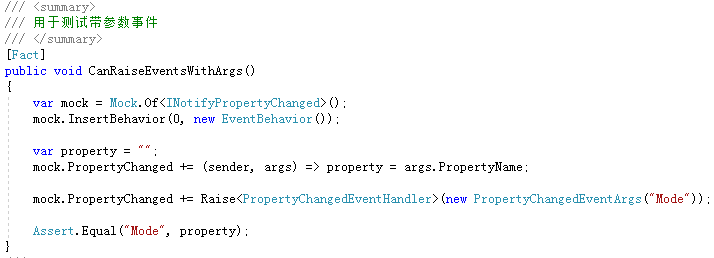 /// <summary>
/// 用于测试带参数事件
/// </summary>
[Fact]
public void CanRaiseEventsWithArgs()
{
var mock = Mock.Of<INotifyPropertyChanged>();
mock.InsertBehavior(0, new EventBehavior());
var property = "";
mock.PropertyChanged += (sender, args) => property = args.PropertyName;
mock.PropertyChanged += Raise<PropertyChangedEventHandler>(new PropertyChangedEventArgs("Mode"));
Assert.Equal("Mode", property);
}